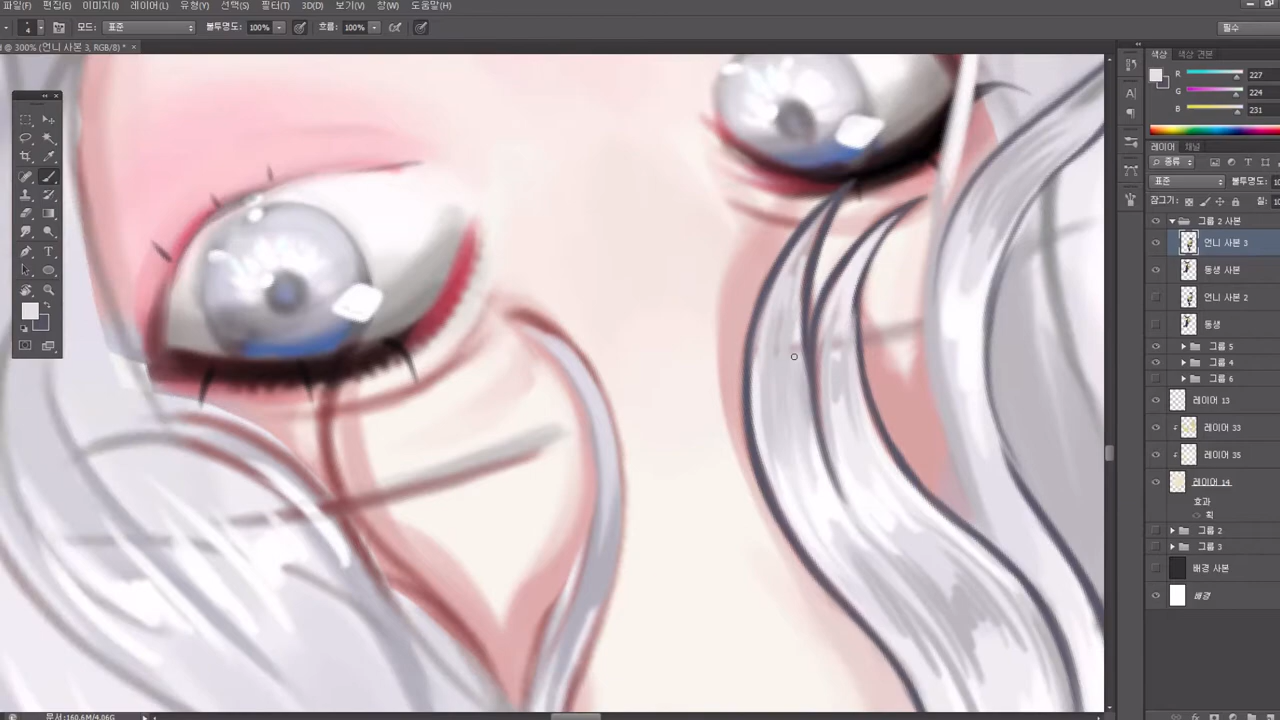 파일(F) 편집(E) 이미지(I) 레이어(L) 유형(Y) 선택(S) 필터(T) 3D(D) 보기(V) 창(W) 도움말(H)
4 모드: 표준 불투명도: 100% 흐름: 100% 필수
@ 300% (언니 사본 3, RGB/8) * ×
색상 색상 견본
R 227
G 224
B 231
레이어 채널
종류
표준 불투명도:
잠그기: 칠:
그룹 2 사본
언니 사본 3
동생 사본
언니 사본 2
동생
그룹 5
그룹 4
그룹 6
레이어 13
레이어 33
레이어 35
레이어 14
효과
획
그룹 2
그룹 3
배경 사본
배경
문서:160.6M/4.06G